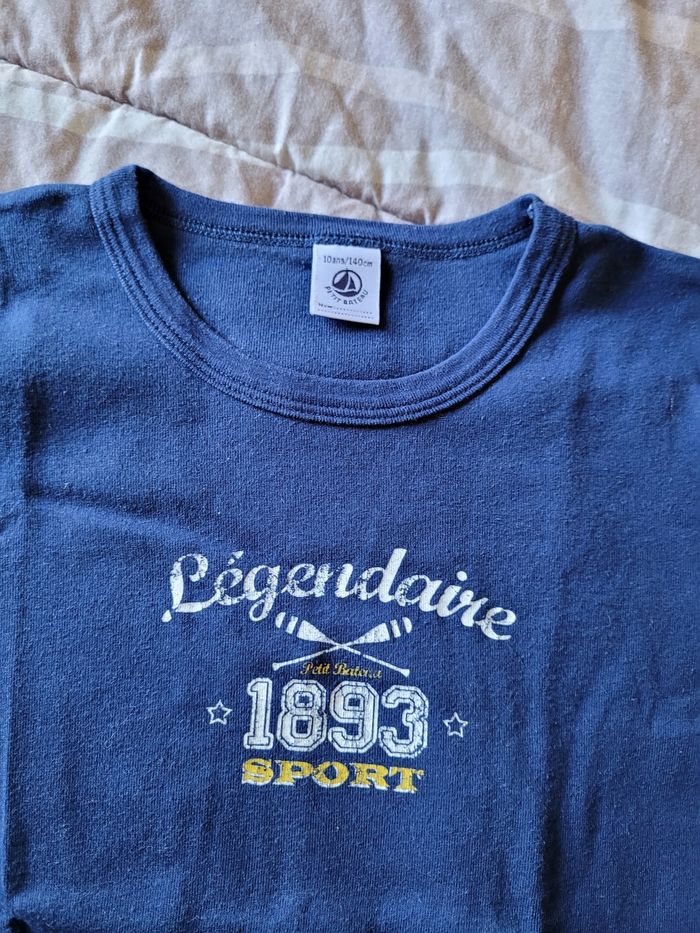 10ans/140cm
PETIT BATEAU
Légendaire
Petit Bateau
1893
SPORT